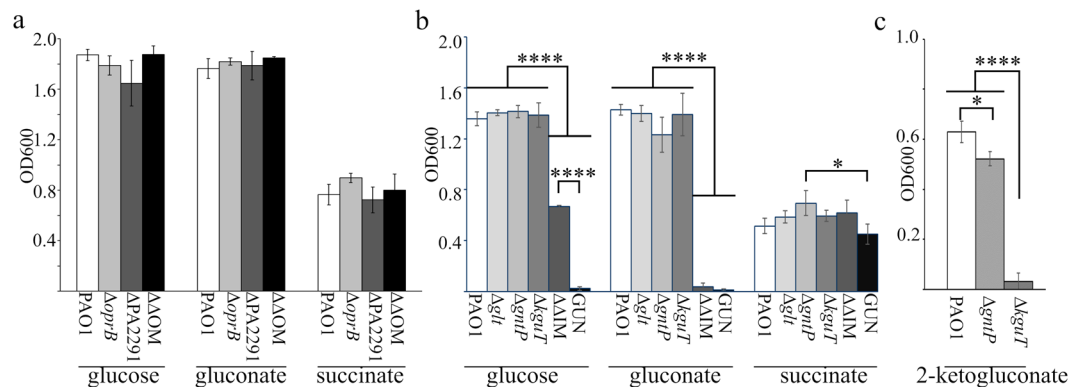 a
OD600
2.0
1.6
1.2
0.8
0.4
PAO1
ΔoprB
ΔPA2291
ΔΔOM
PAO1
ΔoprB
ΔPA2291
ΔΔOM
PAO1
ΔoprB
ΔPA2291
ΔΔOM
glucose
gluconate
succinate
b
OD600
2.0
1.6
1.2
0.8
0.4
****
****
****
*
PAO1
Δglt
ΔgntP
ΔkguT
ΔΔIM
GUN
PAO1
Δglt
ΔgntP
ΔkguT
ΔΔIM
GUN
PAO1
Δglt
ΔgntP
ΔkguT
ΔΔIM
GUN
glucose
gluconate
succinate
c
OD600
1.0
0.6
0.2
****
*
PAO1
ΔgntP
ΔkguT
2-ketogluconate